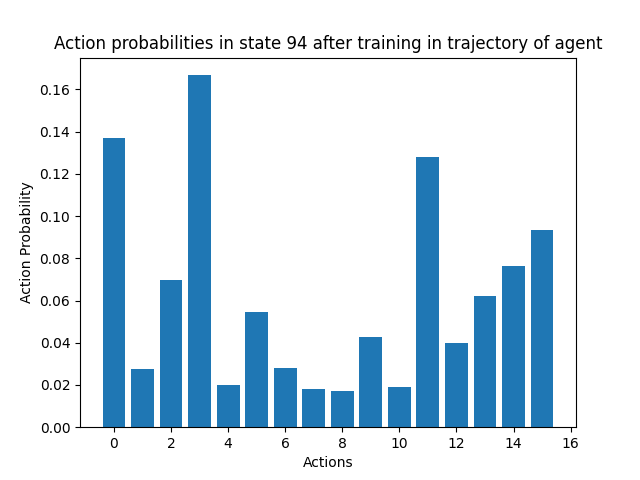 Action probabilities in state 94 after training in trajectory of agent
0.16
0.14
0.12
0.10
0.08
0.06
0.04
0.02
0.00
Action Probability
0 2 4 6 8 10 12 14 16
Actions